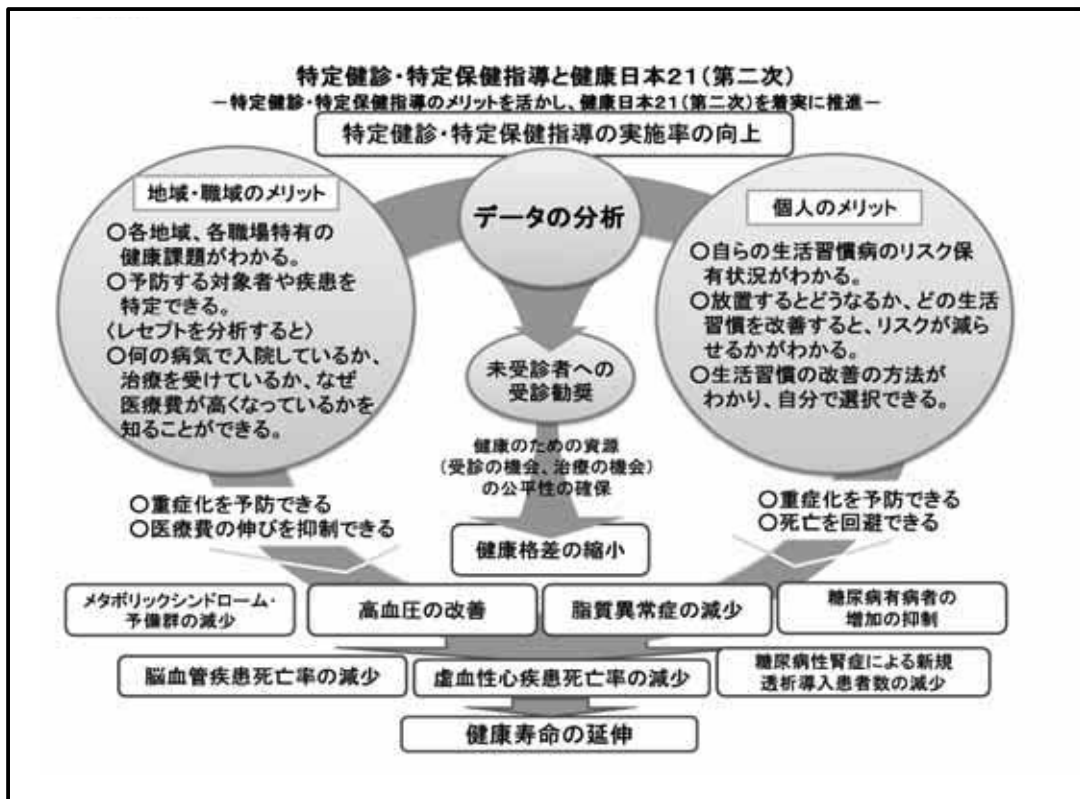 特定健診・特定保健指導と健康日本21(第二次)
－特定健診・特定保健指導のメリットを活かし、健康日本21(第二次)を着実に推進－
特定健診・特定保健指導の実施率の向上
地域・職域のメリット
○各地域、各職場特有の
健康課題がわかる。
○予防する対象者や疾患を
特定できる。
〈レセプトを分析すると〉
○何の病気で入院しているか、
治療を受けているか、なぜ
医療費が高くなっているかを
知ることができる。
データの分析
未受診者への
受診勧奨
健康のための資源
(受診の機会、治療の機会)
の公平性の確保
健康格差の縮小
個人のメリット
○自らの生活習慣病のリスク保
有状況がわかる。
○放置するとどうなるか、どの生活
習慣を改善すると、リスクが減ら
せるかがわかる。
○生活習慣の改善の方法が
わかり、自分で選択できる。
○重症化を予防できる
○医療費の伸びを抑制できる
○重症化を予防できる
○死亡を回避できる
メタボリックシンドローム・
予備群の減少
高血圧の改善
脂質異常症の減少
糖尿病有病者の
増加の抑制
脳血管疾患死亡率の減少
虚血性心疾患死亡率の減少
糖尿病性腎症による新規
透析導入患者数の減少
健康寿命の延伸